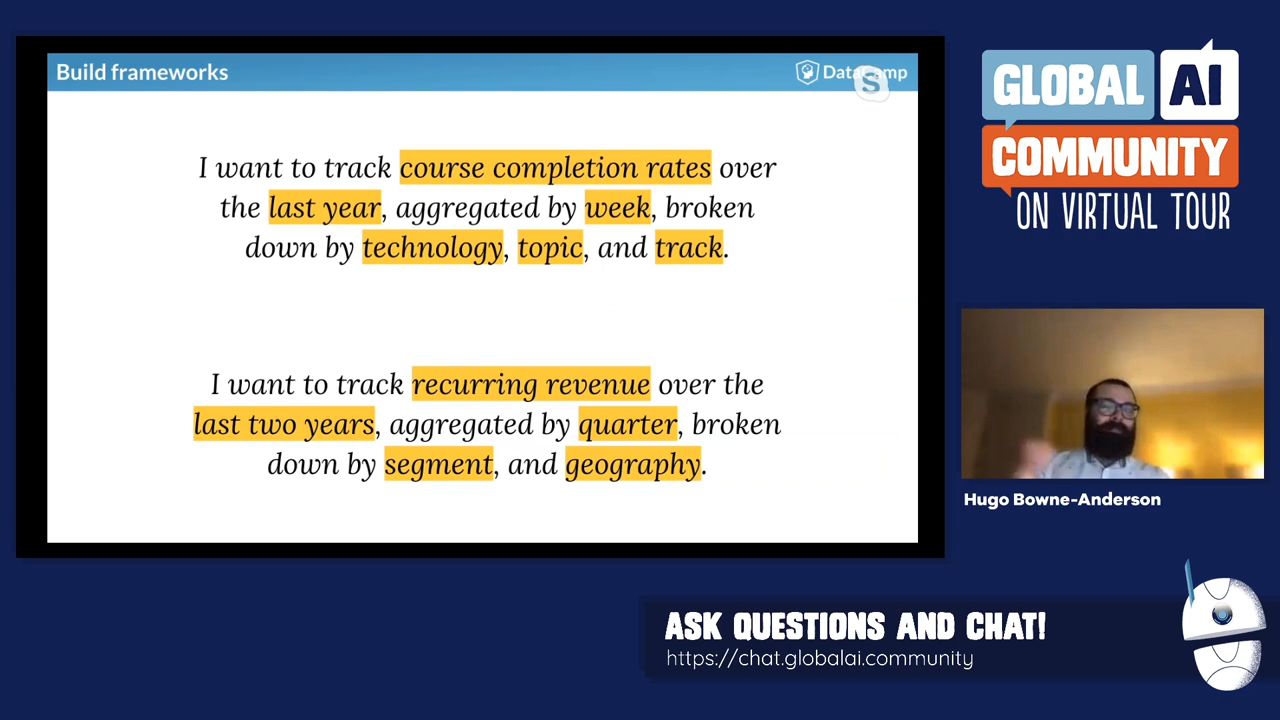 Build frameworks
DataCamp
I want to track course completion rates over
the last year, aggregated by week, broken
down by technology, topic, and track.
I want to track recurring revenue over the
last two years, aggregated by quarter, broken
down by segment, and geography.
GLOBAL AI
COMMUNITY
ON VIRTUAL TOUR
Hugo Bowne-Anderson
ASK QUESTIONS AND CHAT!
https://chat.globalai.community